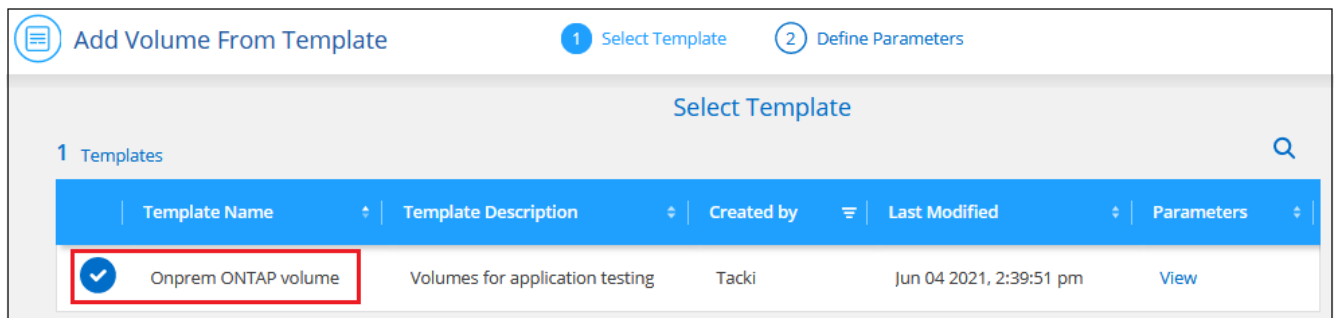 Add Volume From Template
1 Select Template 2 Define Parameters
Select Template
1 Templates
Template Name Template Description Created by Last Modified Parameters
Onprem ONTAP volume Volumes for application testing Tacki Jun 04 2021, 2:39:51 pm View